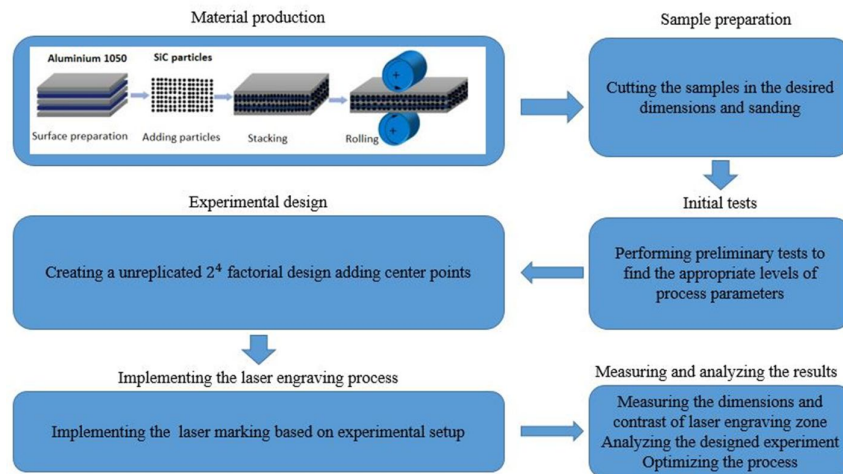 Material production
Aluminium 1050
SiC particles
Surface preparation
Adding particles
Stacking
Rolling
Sample preparation
Cutting the samples in the desired
dimensions and sanding
Initial tests
Performing preliminary tests to
find the appropriate levels of
process parameters
Experimental design
Creating a unreplicated 2⁴ factorial design adding center points
Implementing the laser engraving process
Implementing the laser marking based on experimental setup
Measuring and analyzing the results
Measuring the dimensions and
contrast of laser engraving zone
Analyzing the designed experiment
Optimizing the process